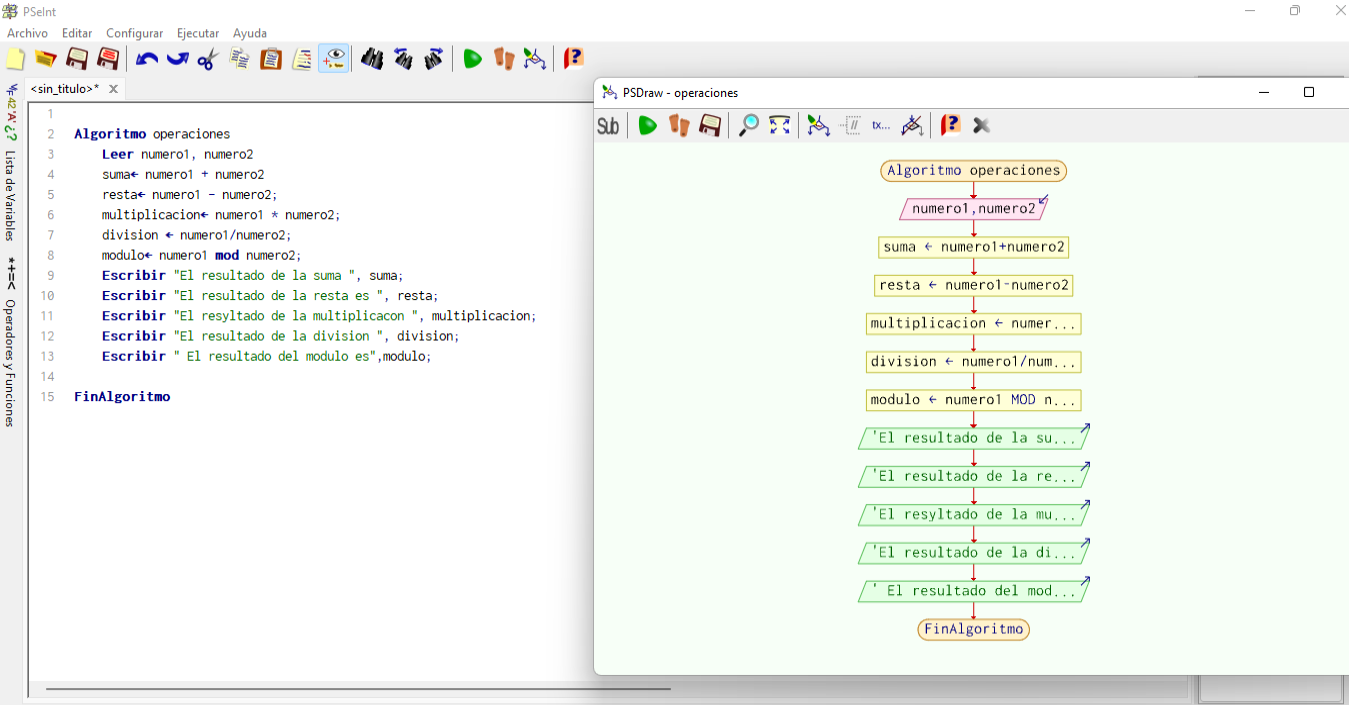 PSeInt
Archivo Editar Configurar Ejecutar Ayuda
<sin_titulo>* X
42 'A' ¿? Lista de Variables
*+=< Operadores y Funciones
1
2 Algoritmo operaciones
3 Leer numero1, numero2
4 suma← numero1 + numero2
5 resta← numero1 - numero2;
6 multiplicacion← numero1 * numero2;
7 division ← numero1/numero2;
8 modulo← numero1 mod numero2;
9 Escribir "El resultado de la suma ", suma;
10 Escribir "El resultado de la resta es ", resta;
11 Escribir "El resyltado de la multiplicacon ", multiplicacion;
12 Escribir "El resultado de la division ", division;
13 Escribir " El resultado del modulo es",modulo;
14
15 FinAlgoritmo
PSDraw - operaciones
Sub // tx...
Algoritmo operaciones
numero1,numero2
suma ← numero1+numero2
resta ← numero1-numero2
multiplicacion ← numer...
division ← numero1/num...
modulo ← numero1 MOD n...
'El resultado de la su...
'El resultado de la re...
'El resyltado de la mu...
'El resultado de la di...
' El resultado del mod...
FinAlgoritmo